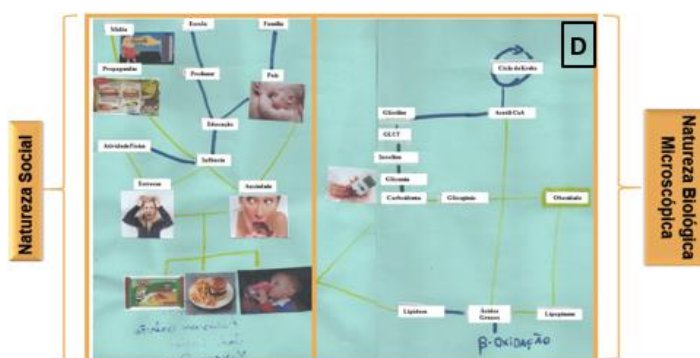 Natureza Social
Mídia
Escola
Família
Propagandas
Professor
Pais
Educação
Atividade Física
Influência
Estresse
Ansiedade
D
Ciclo de Krebs
Glicólise
Acetil CoA
GLUT
Insulina
Glicemia
Carboidratos
Glicogênio
Obesidade
Lipídeos
Ácidos Graxos
Lipogênese
β-OXIDAÇÃO
Natureza Biológica Microscópica